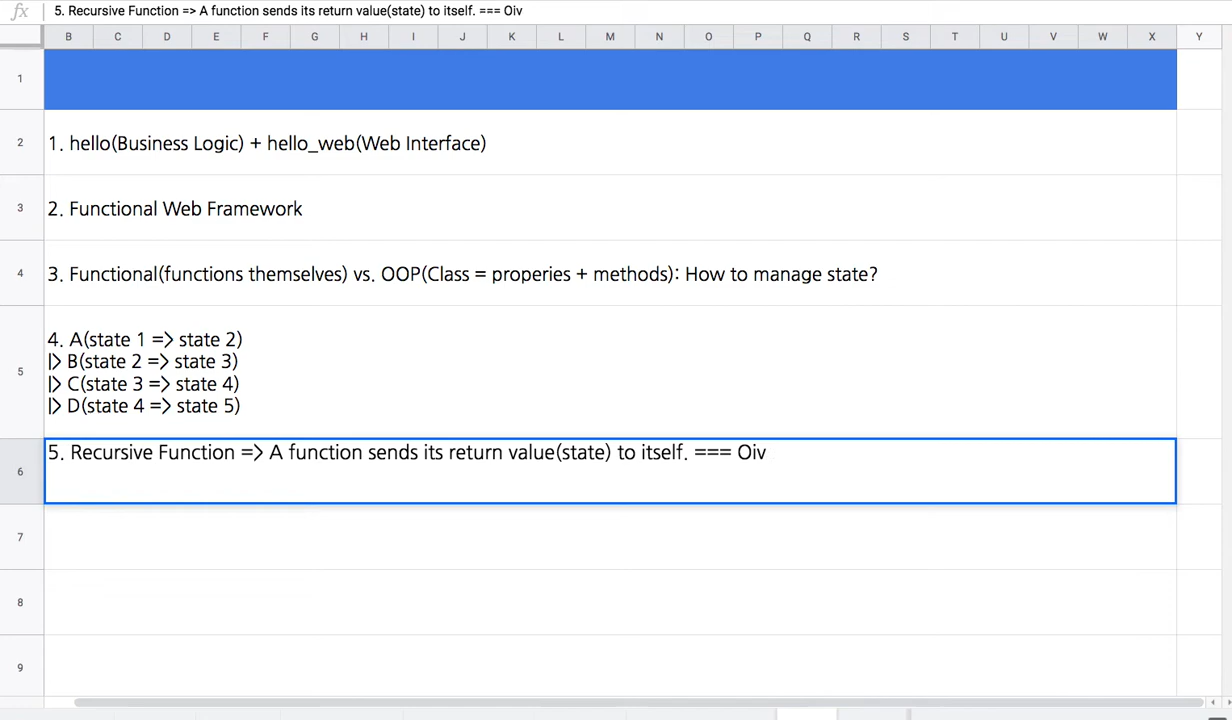 fx 5. Recursive Function => A function sends its return value(state) to itself. === Oiv
B C D E F G H I J K L M N O P Q R S T U V W X Y
1
2 1. hello(Business Logic) + hello_web(Web Interface)
3 2. Functional Web Framework
4 3. Functional(functions themselves) vs. OOP(Class = properies + methods): How to manage state?
4. A(state 1 => state 2)
|> B(state 2 => state 3)
5
|> C(state 3 => state 4)
|> D(state 4 => state 5)
5. Recursive Function => A function sends its return value(state) to itself. === Oiv
6
7
8
9